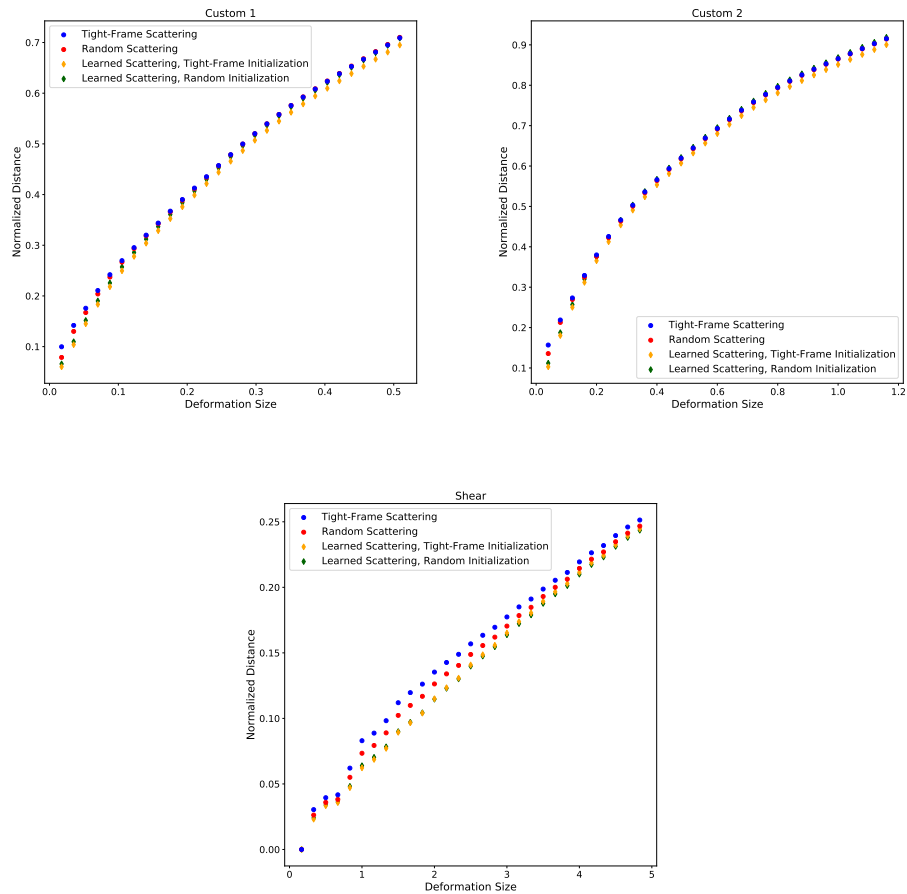 Custom 1
Tight-Frame Scattering
Random Scattering
Learned Scattering, Tight-Frame Initialization
Learned Scattering, Random Initialization
0.7
0.6
0.5
0.4
0.3
0.2
0.1
Normalized Distance
0.0 0.1 0.2 0.3 0.4 0.5
Deformation Size
Custom 2
0.9
0.8
0.7
0.6
0.5
0.4
0.3
0.2
0.1
Normalized Distance
Tight-Frame Scattering
Random Scattering
Learned Scattering, Tight-Frame Initialization
Learned Scattering, Random Initialization
0.0 0.2 0.4 0.6 0.8 1.0 1.2
Deformation Size
Shear
Tight-Frame Scattering
Random Scattering
Learned Scattering, Tight-Frame Initialization
Learned Scattering, Random Initialization
0.25
0.20
0.15
0.10
0.05
0.00
Normalized Distance
0 1 2 3 4 5
Deformation Size